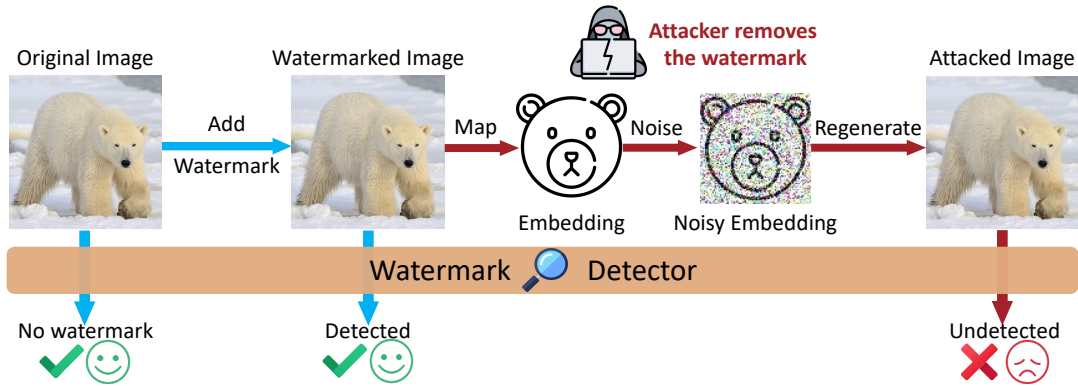 Original Image
Watermarked Image
Attacker removes
the watermark
Attacked Image
Add
Watermark
Map
Noise
Regenerate
Embedding
Noisy Embedding
Watermark Detector
No watermark
Detected
Undetected